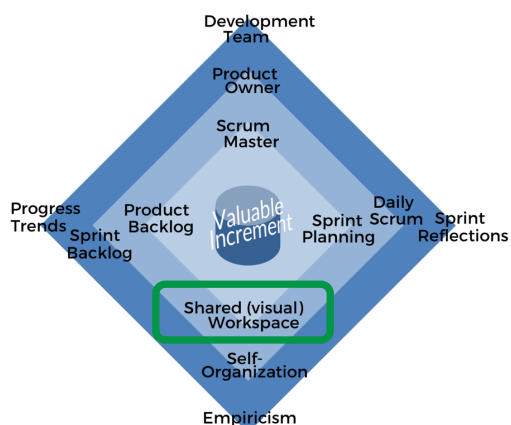 Development
Team
Product
Owner
Scrum
Master
Progress
Trends
Sprint
Backlog
Product
Backlog
Valuable
Increment
Sprint
Planning
Daily
Scrum
Sprint
Reflections
Shared (visual)
Workspace
Self-
Organization
Empiricism